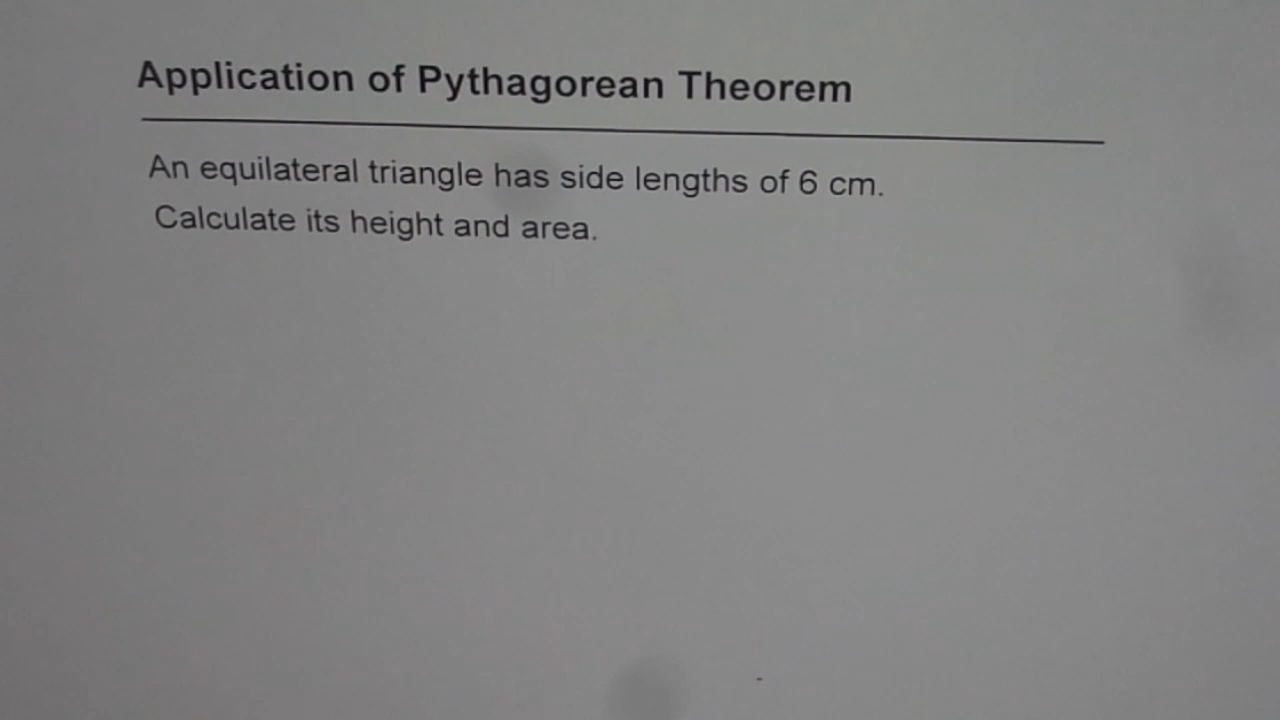 Application of Pythagorean Theorem
An equilateral triangle has side lengths of 6 cm.
Calculate its height and area.